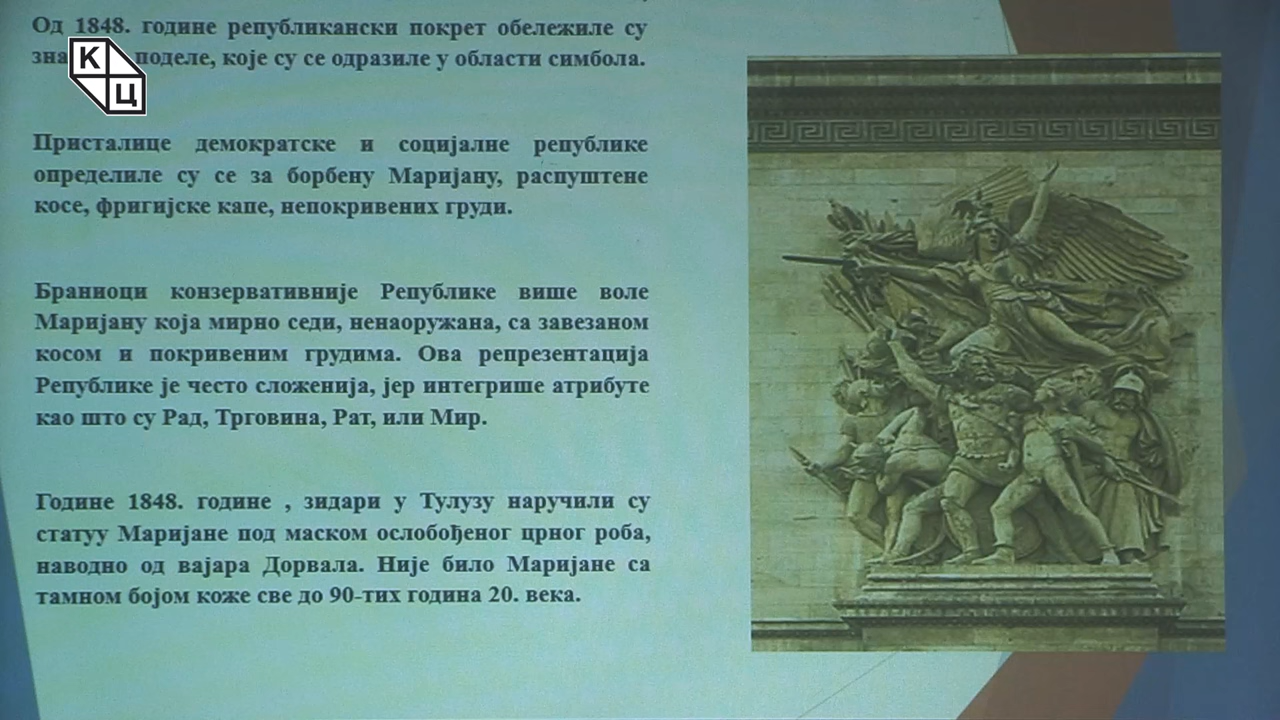 Од 1848. године републикански покрет обележиле су
поделе, које су се одразиле у области симбола.
К
Ц
Присталице демократске и социјалне републике
определиле су се за борбену Маријану, распуштене
косе, фригијске капе, непокривених груди.
Браниоци конзервативније Републике више воле
Маријану која мирно седи, ненаоружана, са завезаном
косом и покривеним грудима. Ова репрезентација
Републике је често сложенија, јер интегрише атрибуте
као што су Рад, Трговина, Рат, или Мир.
Године 1848. године , зидари у Тулузу наручили су
статуу Маријане под маском ослобођеног црног роба,
наводно од вајара Дорвала. Није било Маријане са
тамном бојом коже све до 90-тих година 20. века.